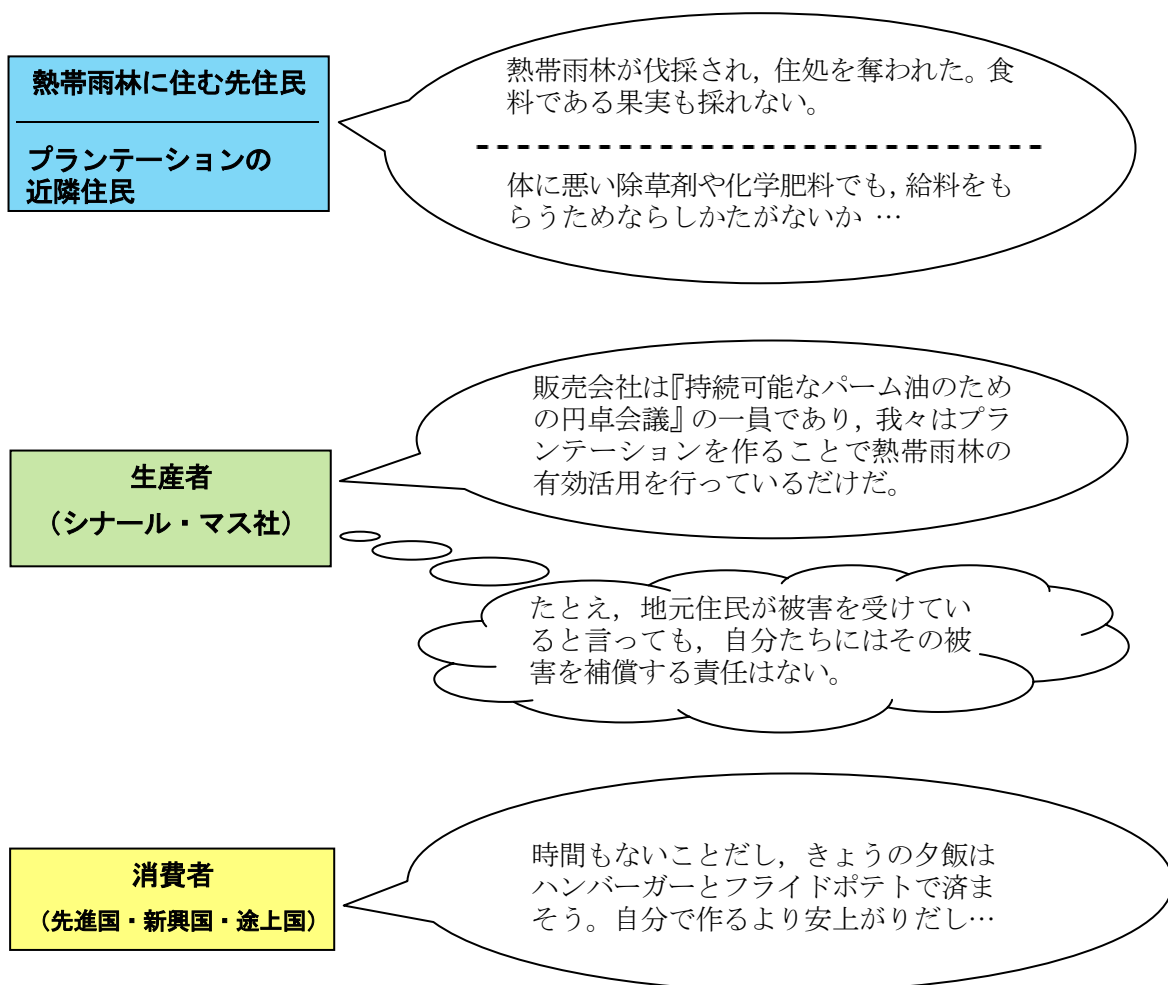 熱帯雨林に住む先住民
プランテーションの
近隣住民
熱帯雨林が伐採され，住処を奪われた。食
料である果実も採れない。
体に悪い除草剤や化学肥料でも，給料をも
らうためならしかたがないか …
生産者
（シナール・マス社）
販売会社は『持続可能なパーム油のため
の円卓会議』の一員であり，我々はプラ
ンテーションを作ることで熱帯雨林の
有効活用を行っているだけだ。
たとえ，地元住民が被害を受けてい
ると言っても，自分たちにはその被
害を補償する責任はない。
消費者
（先進国・新興国・途上国）
時間もないことだし，きょうの夕飯は
ハンバーガーとフライドポテトで済ま
そう。自分で作るより安上がりだし…